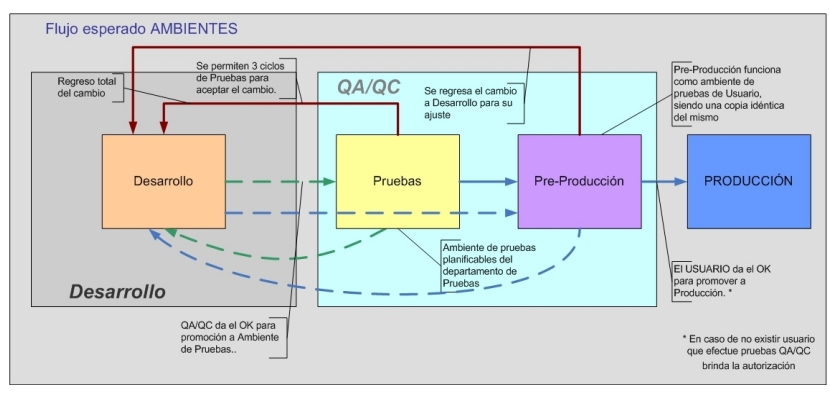 Flujo esperado AMBIENTES
Se permiten 3 ciclos
de Pruebas para
aceptar el cambio.
Regreso total
del cambio
QA/QC
Se regresa el cambio
a Desarrollo para su
ajuste
Pre-Producción funciona
como ambiente de
pruebas de Usuario,
siendo una copia idéntica
del mismo
Desarrollo
Pruebas
Pre-Producción
PRODUCCIÓN
Ambiente de pruebas
planificables del
departamento de
Pruebas
El USUARIO da el OK
para promover a
Producción. *
Desarrollo
QA/QC da el OK para
promoción a Ambiente
de Pruebas..
* En caso de no existir usuario
que efectue pruebas QA/QC
brinda la autorización